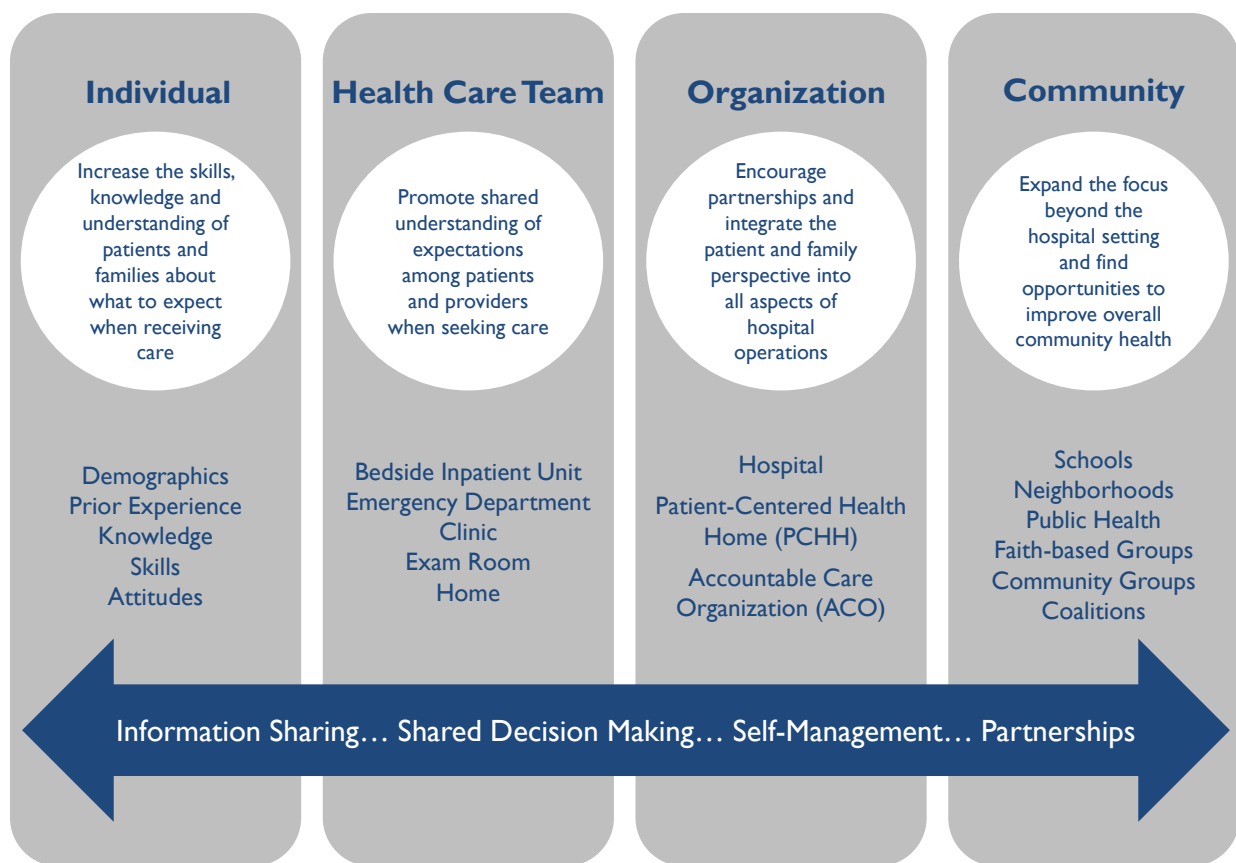 Individual
Increase the skills,
knowledge and
understanding of
patients and
families about
what to expect
when receiving
care
Demographics
Prior Experience
Knowledge
Skills
Attitudes
Health Care Team
Promote shared
understanding of
expectations
among patients
and providers
when seeking care
Bedside Inpatient Unit
Emergency Department
Clinic
Exam Room
Home
Organization
Encourage
partnerships and
integrate the
patient and family
perspective into
all aspects of
hospital
operations
Hospital
Patient-Centered Health
Home (PCHH)
Accountable Care
Organization (ACO)
Community
Expand the focus
beyond the
hospital setting
and find
opportunities to
improve overall
community health
Schools
Neighborhoods
Public Health
Faith-based Groups
Community Groups
Coalitions
Information Sharing… Shared Decision Making… Self-Management… Partnerships